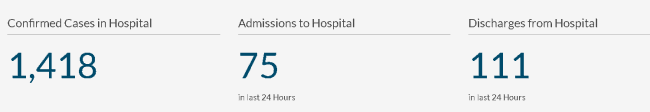 Confirmed Cases in Hospital
1,418
Admissions to Hospital
75
in last 24 Hours
Discharges from Hospital
111
in last 24 Hours